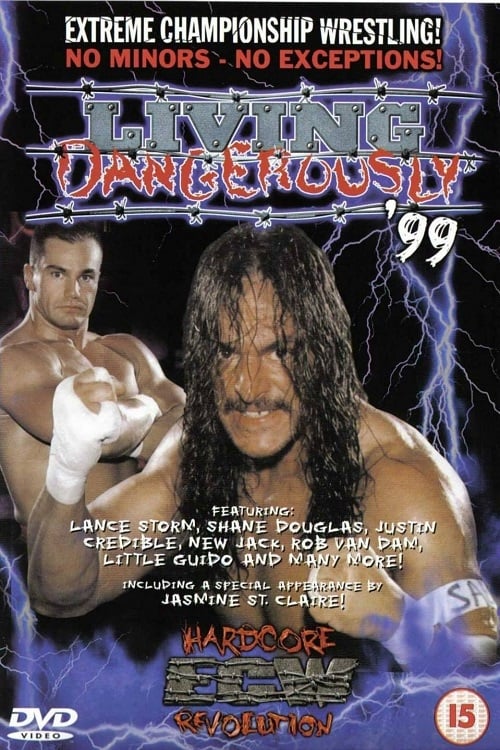 EXTREME CHAMPIONSHIP WRESTLING!
NO MINORS - NO EXCEPTIONS!
LIVING
DANGEROUSLY
'99
FEATURING:
LANCE STORM, SHANE DOUGLAS, JUSTIN
CREDIBLE, NEW JACK, ROB VAN DAM,
LITTLE GUIDO AND MANY MORE!
INCLUDING A SPECIAL APPEARANCE BY
JASMINE ST. CLAIRE!
HARDCORE
ECW
REVOLUTION
DVD
VIDEO
15
SA